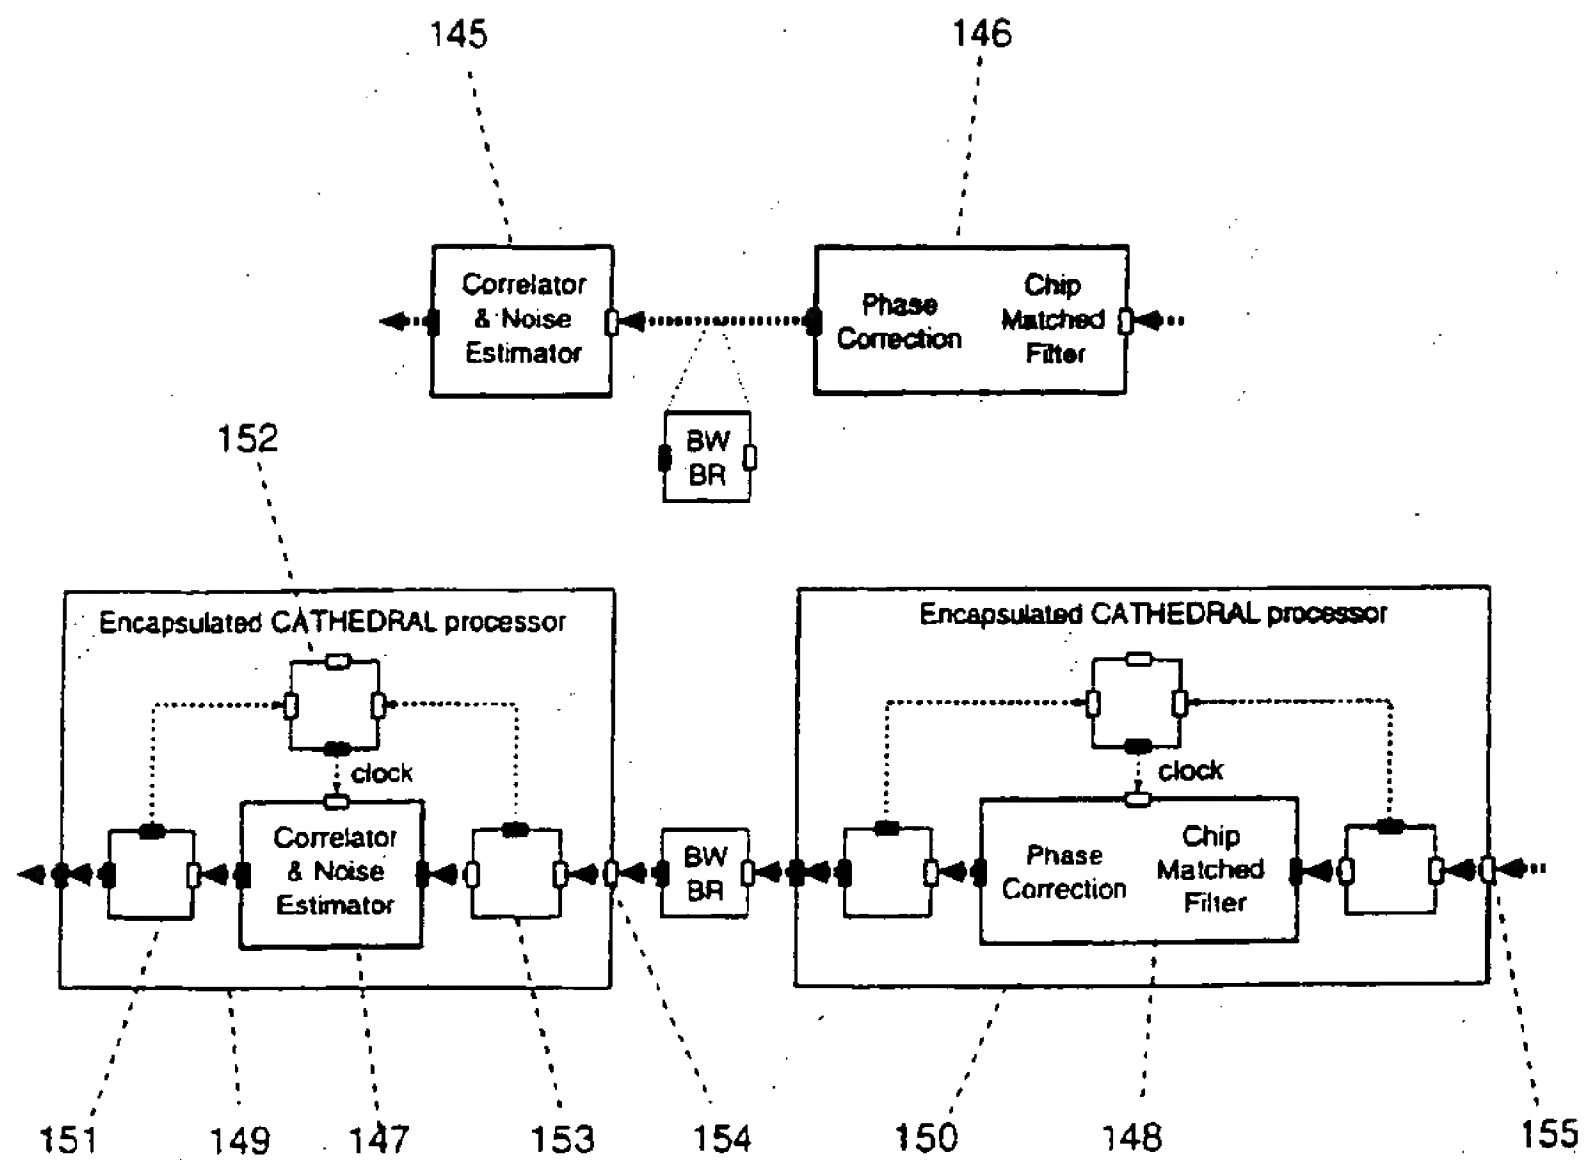 145
146
Correlator
& Noise
Estimator
Phase
Correction
Chip
Matched
Filter
BW
BR
152
Encapsulated CATHEDRAL processor
clock
Correlator
& Noise
Estimator
BW
BR
Encapsulated CATHEDRAL processor
clock
Phase
Correction
Chip
Matched
Filter
151
149
147
153
154
150
148
155